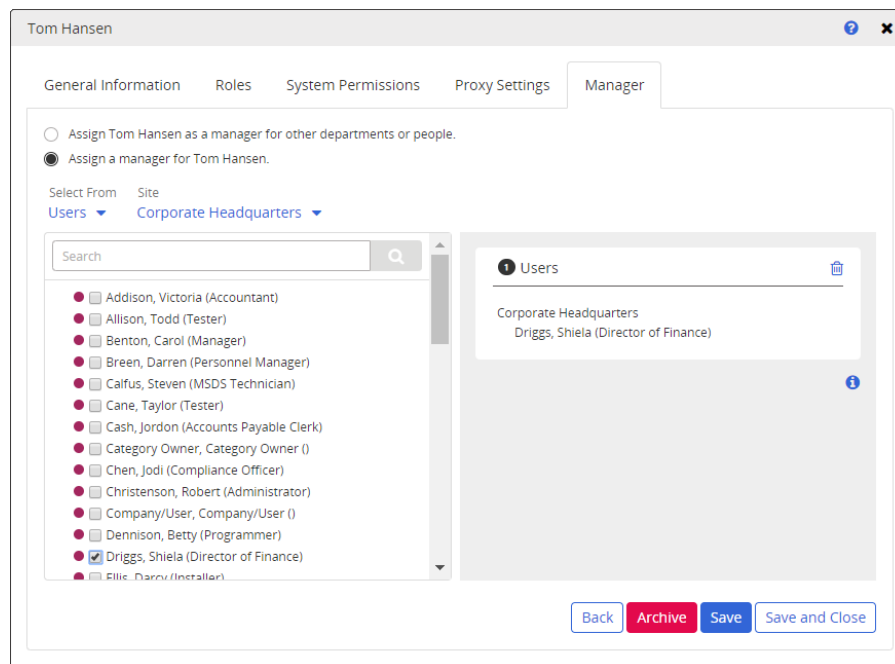 Tom Hansen
General Information Roles System Permissions Proxy Settings Manager
Assign Tom Hansen as a manager for other departments or people.
Assign a manager for Tom Hansen.
Select From Site
Users Corporate Headquarters
Search
Addison, Victoria (Accountant)
Allison, Todd (Tester)
Benton, Carol (Manager)
Breen, Darren (Personnel Manager)
Calfus, Steven (MSDS Technician)
Cane, Taylor (Tester)
Cash, Jordon (Accounts Payable Clerk)
Category Owner, Category Owner ()
Chen, Jodi (Compliance Officer)
Christenson, Robert (Administrator)
Company/User, Company/User ()
Dennison, Betty (Programmer)
Driggs, Shiela (Director of Finance)
Ellis, Darcy (Installer)
1 Users
Corporate Headquarters
Driggs, Shiela (Director of Finance)
Back Archive Save Save and Close